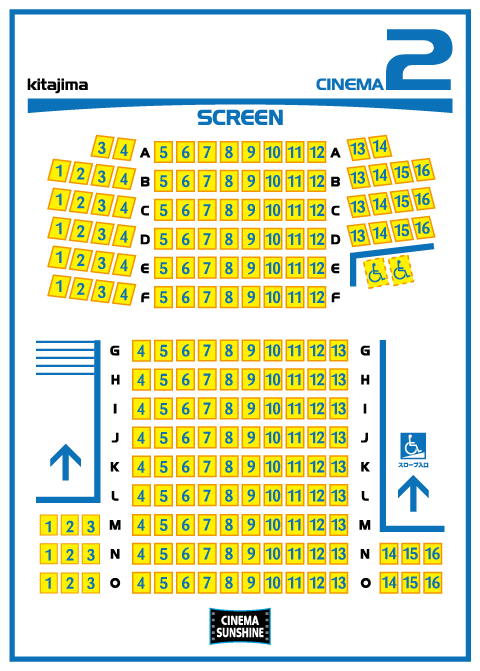 2
kitajima
CINEMA
SCREEN
3 4 A 5 6 7 8 9 10 11 12 A 13 14
1 2 3 4 B 5 6 7 8 9 10 11 12 B 13 14 15 16
1 2 3 4 C 5 6 7 8 9 10 11 12 C 13 14 15 16
1 2 3 4 D 5 6 7 8 9 10 11 12 D 13 14 15 16
1 2 3 4 E 5 6 7 8 9 10 11 12 E
1 2 3 4 F 5 6 7 8 9 10 11 12 F
G 4 5 6 7 8 9 10 11 12 13 G
H 4 5 6 7 8 9 10 11 12 13 H
I 4 5 6 7 8 9 10 11 12 13 I
J 4 5 6 7 8 9 10 11 12 13 J
K 4 5 6 7 8 9 10 11 12 13 K
スロープ入口
L 4 5 6 7 8 9 10 11 12 13 L
1 2 3 M 4 5 6 7 8 9 10 11 12 13 M
1 2 3 N 4 5 6 7 8 9 10 11 12 13 N 14 15 16
1 2 3 O 4 5 6 7 8 9 10 11 12 13 O 14 15 16
CINEMA
SUNSHINE